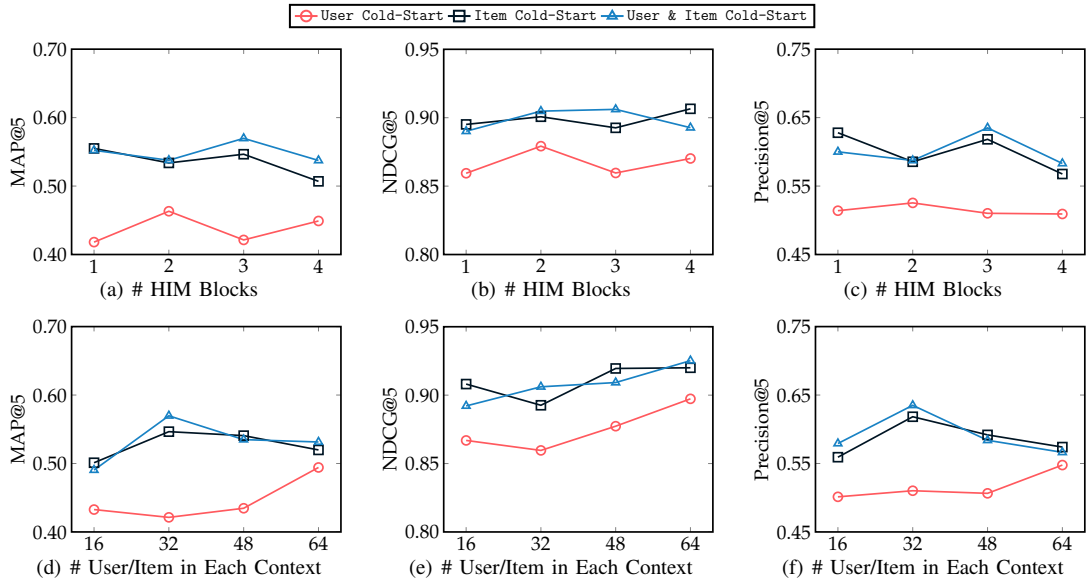 User Cold-Start Item Cold-Start User & Item Cold-Start
MAP@5
0.70
0.60
0.50
0.40
1 2 3 4
(a) # HIM Blocks
NDCG@5
0.95
0.90
0.85
0.80
1 2 3 4
(b) # HIM Blocks
Precision@5
0.75
0.65
0.55
0.45
1 2 3 4
(c) # HIM Blocks
MAP@5
0.70
0.60
0.50
0.40
16 32 48 64
(d) # User/Item in Each Context
NDCG@5
0.95
0.90
0.85
0.80
16 32 48 64
(e) # User/Item in Each Context
Precision@5
0.75
0.65
0.55
0.45
16 32 48 64
(f) # User/Item in Each Context